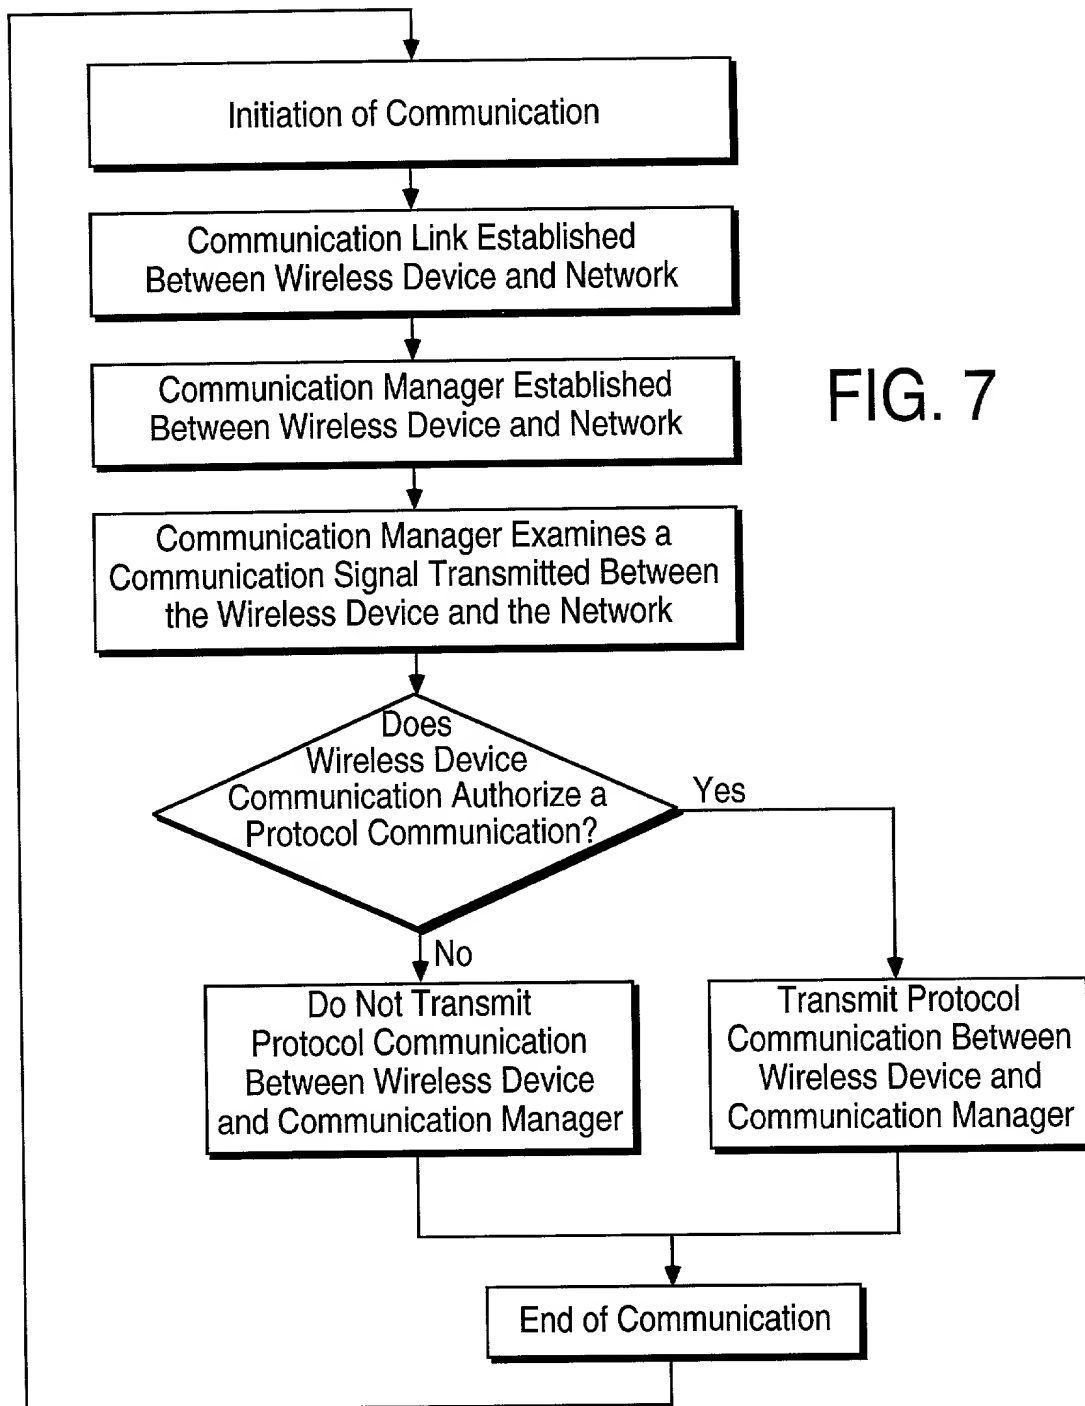 Initiation of Communication
Communication Link Established
Between Wireless Device and Network
Communication Manager Established
Between Wireless Device and Network
FIG. 7
Communication Manager Examines a
Communication Signal Transmitted Between
the Wireless Device and the Network
Does
Wireless Device
Communication Authorize a
Protocol Communication?
Yes
No
Do Not Transmit
Protocol Communication
Between Wireless Device
and Communication Manager
Transmit Protocol
Communication Between
Wireless Device and
Communication Manager
End of Communication